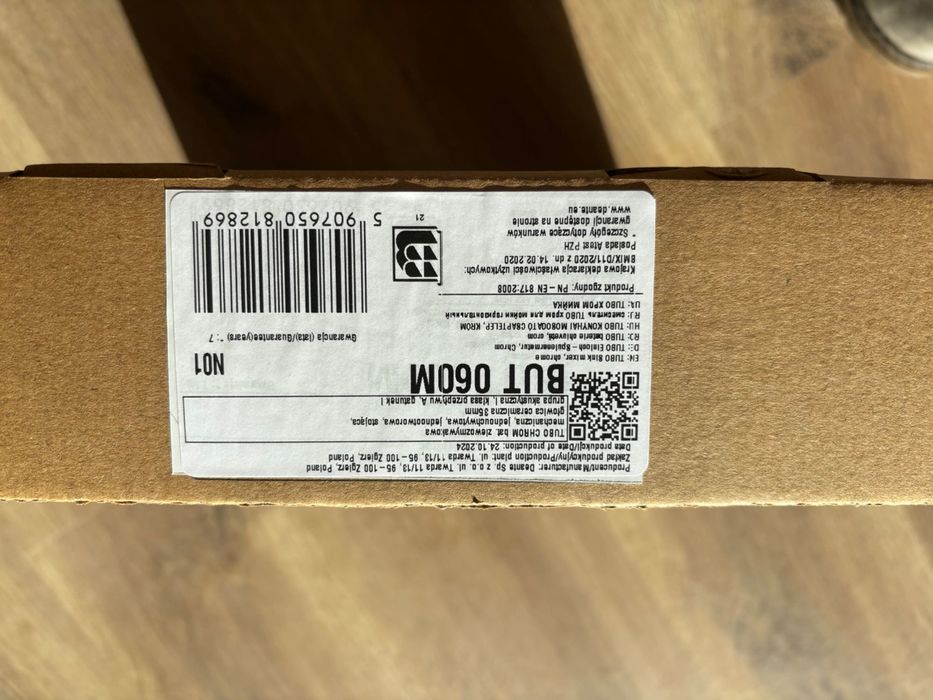 Producent/Manufacturer: Deante Sp. z o.o. ul. Twarda 11/13, 95-100 Zgierz, Poland
Zakład produkcyjny/Production plant: ul. Twarda 11/13, 95-100 Zgierz, Poland
Data produkcji/Date of production: 24.10.2024
TUBO CHROM bat. zlewozmywakowa
mechaniczna, jednouchwytowa, jednootworowa, stojąca,
głowica ceramiczna 35mm
grupa akustyczna I, klasa przepływu A, gatunek I
BUT 060M
N01
EN: TUBO Sink mixer, chrome
DE: TUBO Einloch-Spulenarmatur, Chrom
RO: TUBO baterie chiuvetă, crom
HU: TUBO KONYHAI MOSOGATÓ CSAPTELEP, KRÓM
RU: смеситель TUBO хром для мойки горизонтальный
UA: TUBO ХРОМ МИЙКА
Gwarancja (lata)/Guarantee(years) * : 7
Produkt zgodny: PN-EN 817:2008
Krajowa deklaracja właściwości użytkowych:
BMIX/D11/2020 z dn. 14.02.2020
Posiada Atest PZH
* Szczegóły dotyczące warunków
gwarancji dostępne na stronie
www.deante.eu
21
5 907650 812869